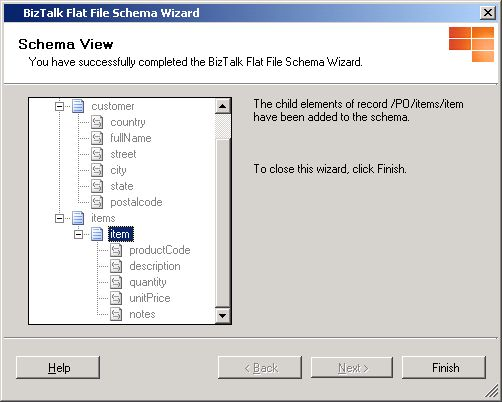 BizTalk Flat File Schema Wizard
Schema View
You have successfully completed the BizTalk Flat File Schema Wizard.
customer
country
fullName
street
city
state
postalcode
items
item
productCode
description
quantity
unitPrice
notes
The child elements of record /PO/items/item
have been added to the schema.
To close this wizard, click Finish.
Help
< Back
Next >
Finish